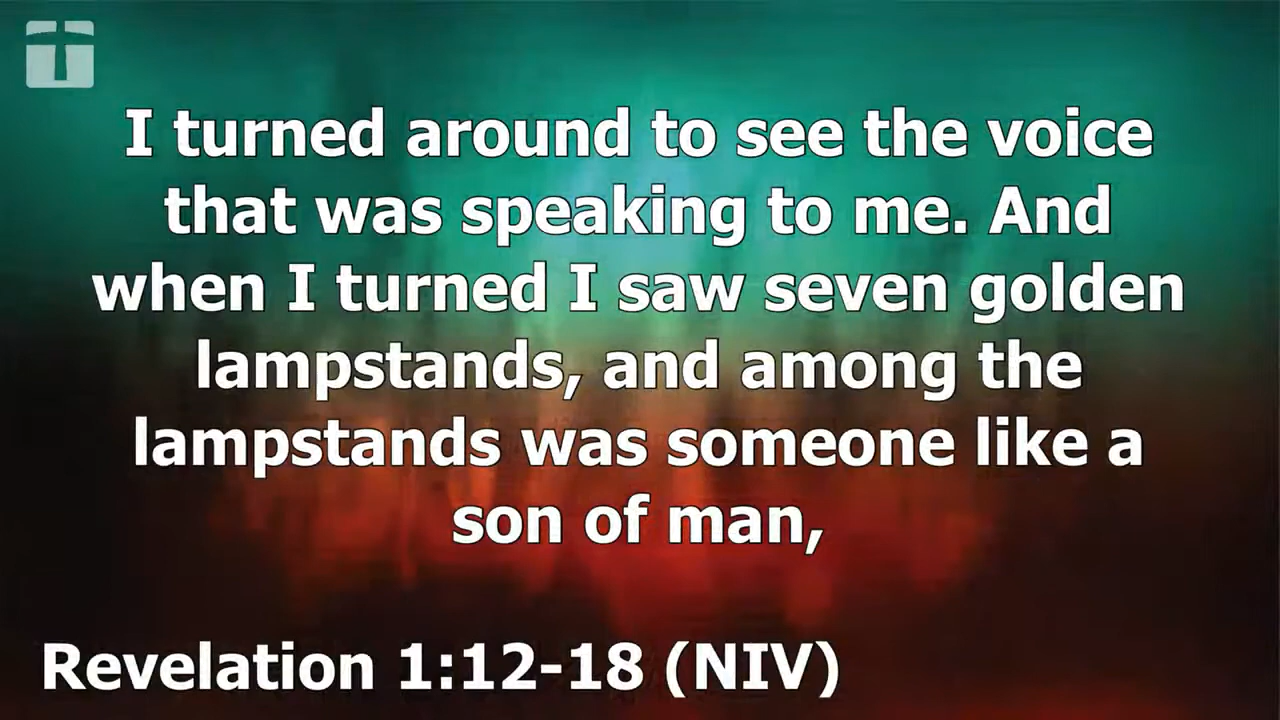 I turned around to see the voice
that was speaking to me. And
when I turned I saw seven golden
lampstands, and among the
lampstands was someone like a
son of man,
Revelation 1:12-18 (NIV)